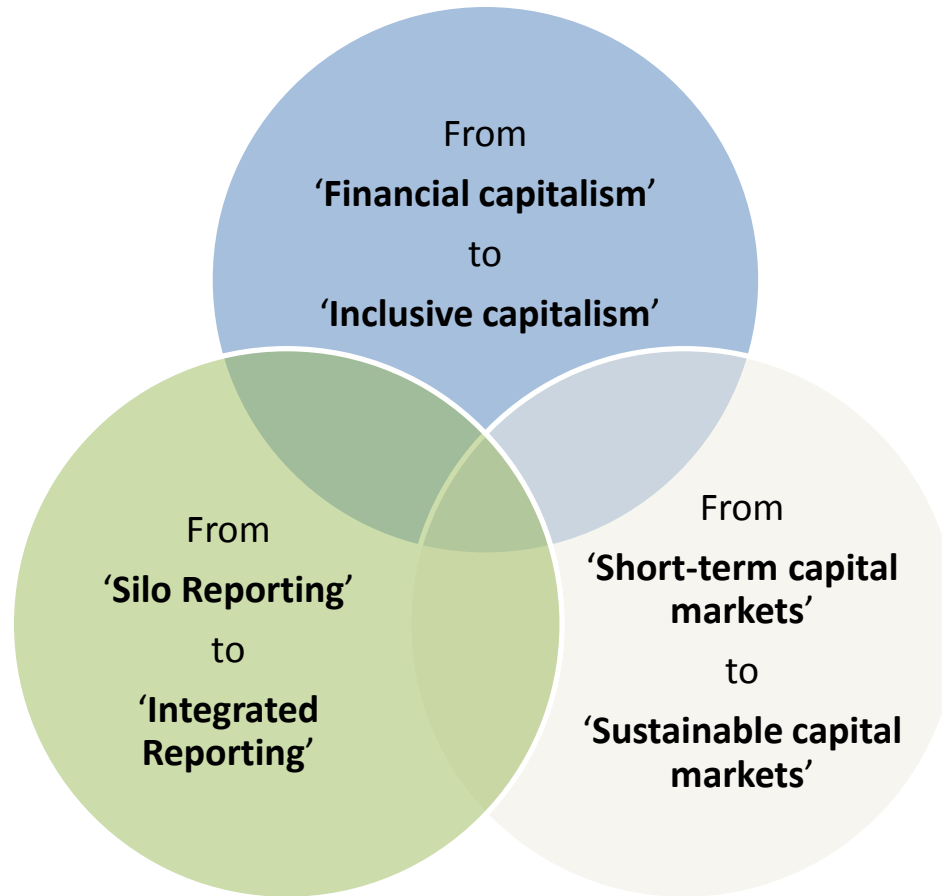 From
‘Financial capitalism’
to
‘Inclusive capitalism’
From
‘Silo Reporting’
to
‘Integrated
Reporting’
From
‘Short-term capital
markets’
to
‘Sustainable capital
markets’